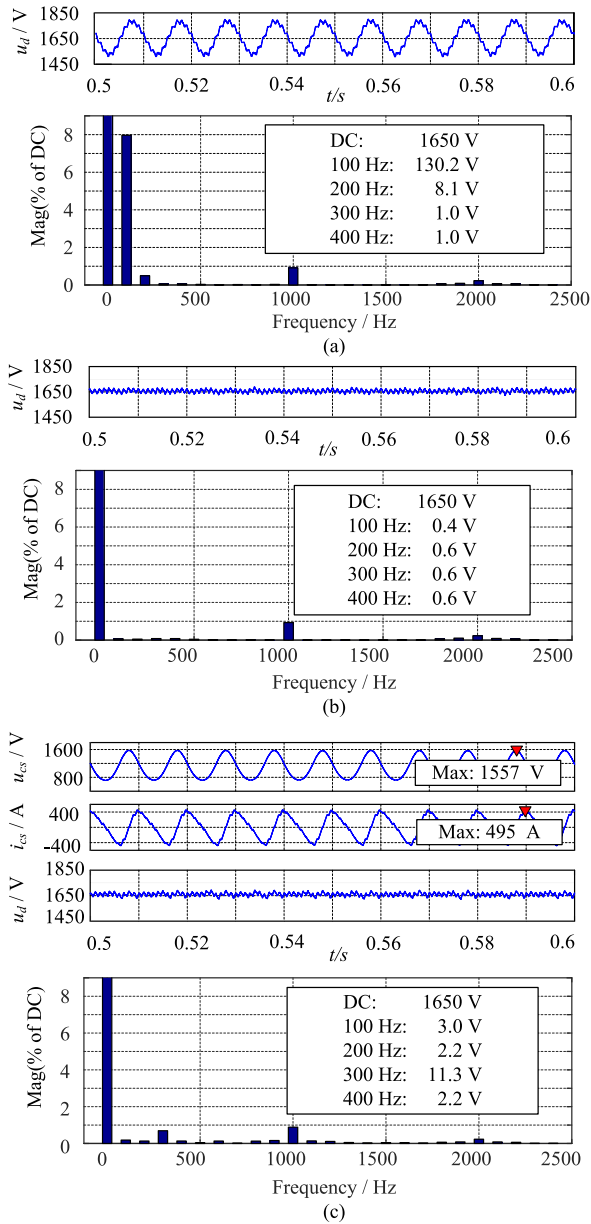 u_d / V
1850
1650
1450
0.5 0.52 0.54 0.56 0.58 0.6
t/s
Mag(% of DC)
8
6
4
2
0
DC: 1650 V
100 Hz: 130.2 V
200 Hz: 8.1 V
300 Hz: 1.0 V
400 Hz: 1.0 V
0 500 1000 1500 2000 2500
Frequency / Hz
(a)
u_d / V
1850
1650
1450
0.5 0.52 0.54 0.56 0.58 0.6
t/s
Mag(% of DC)
8
6
4
2
0
DC: 1650 V
100 Hz: 0.4 V
200 Hz: 0.6 V
300 Hz: 0.6 V
400 Hz: 0.6 V
0 500 1000 1500 2000 2500
Frequency / Hz
(b)
u_cs / V
1600
800
Max: 1557 V
i_cs / A
400
-400
Max: 495 A
u_d / V
1850
1650
1450
0.5 0.52 0.54 0.56 0.58 0.6
t/s
Mag(% of DC)
8
6
4
2
0
DC: 1650 V
100 Hz: 3.0 V
200 Hz: 2.2 V
300 Hz: 11.3 V
400 Hz: 2.2 V
0 500 1000 1500 2000 2500
Frequency / Hz
(c)